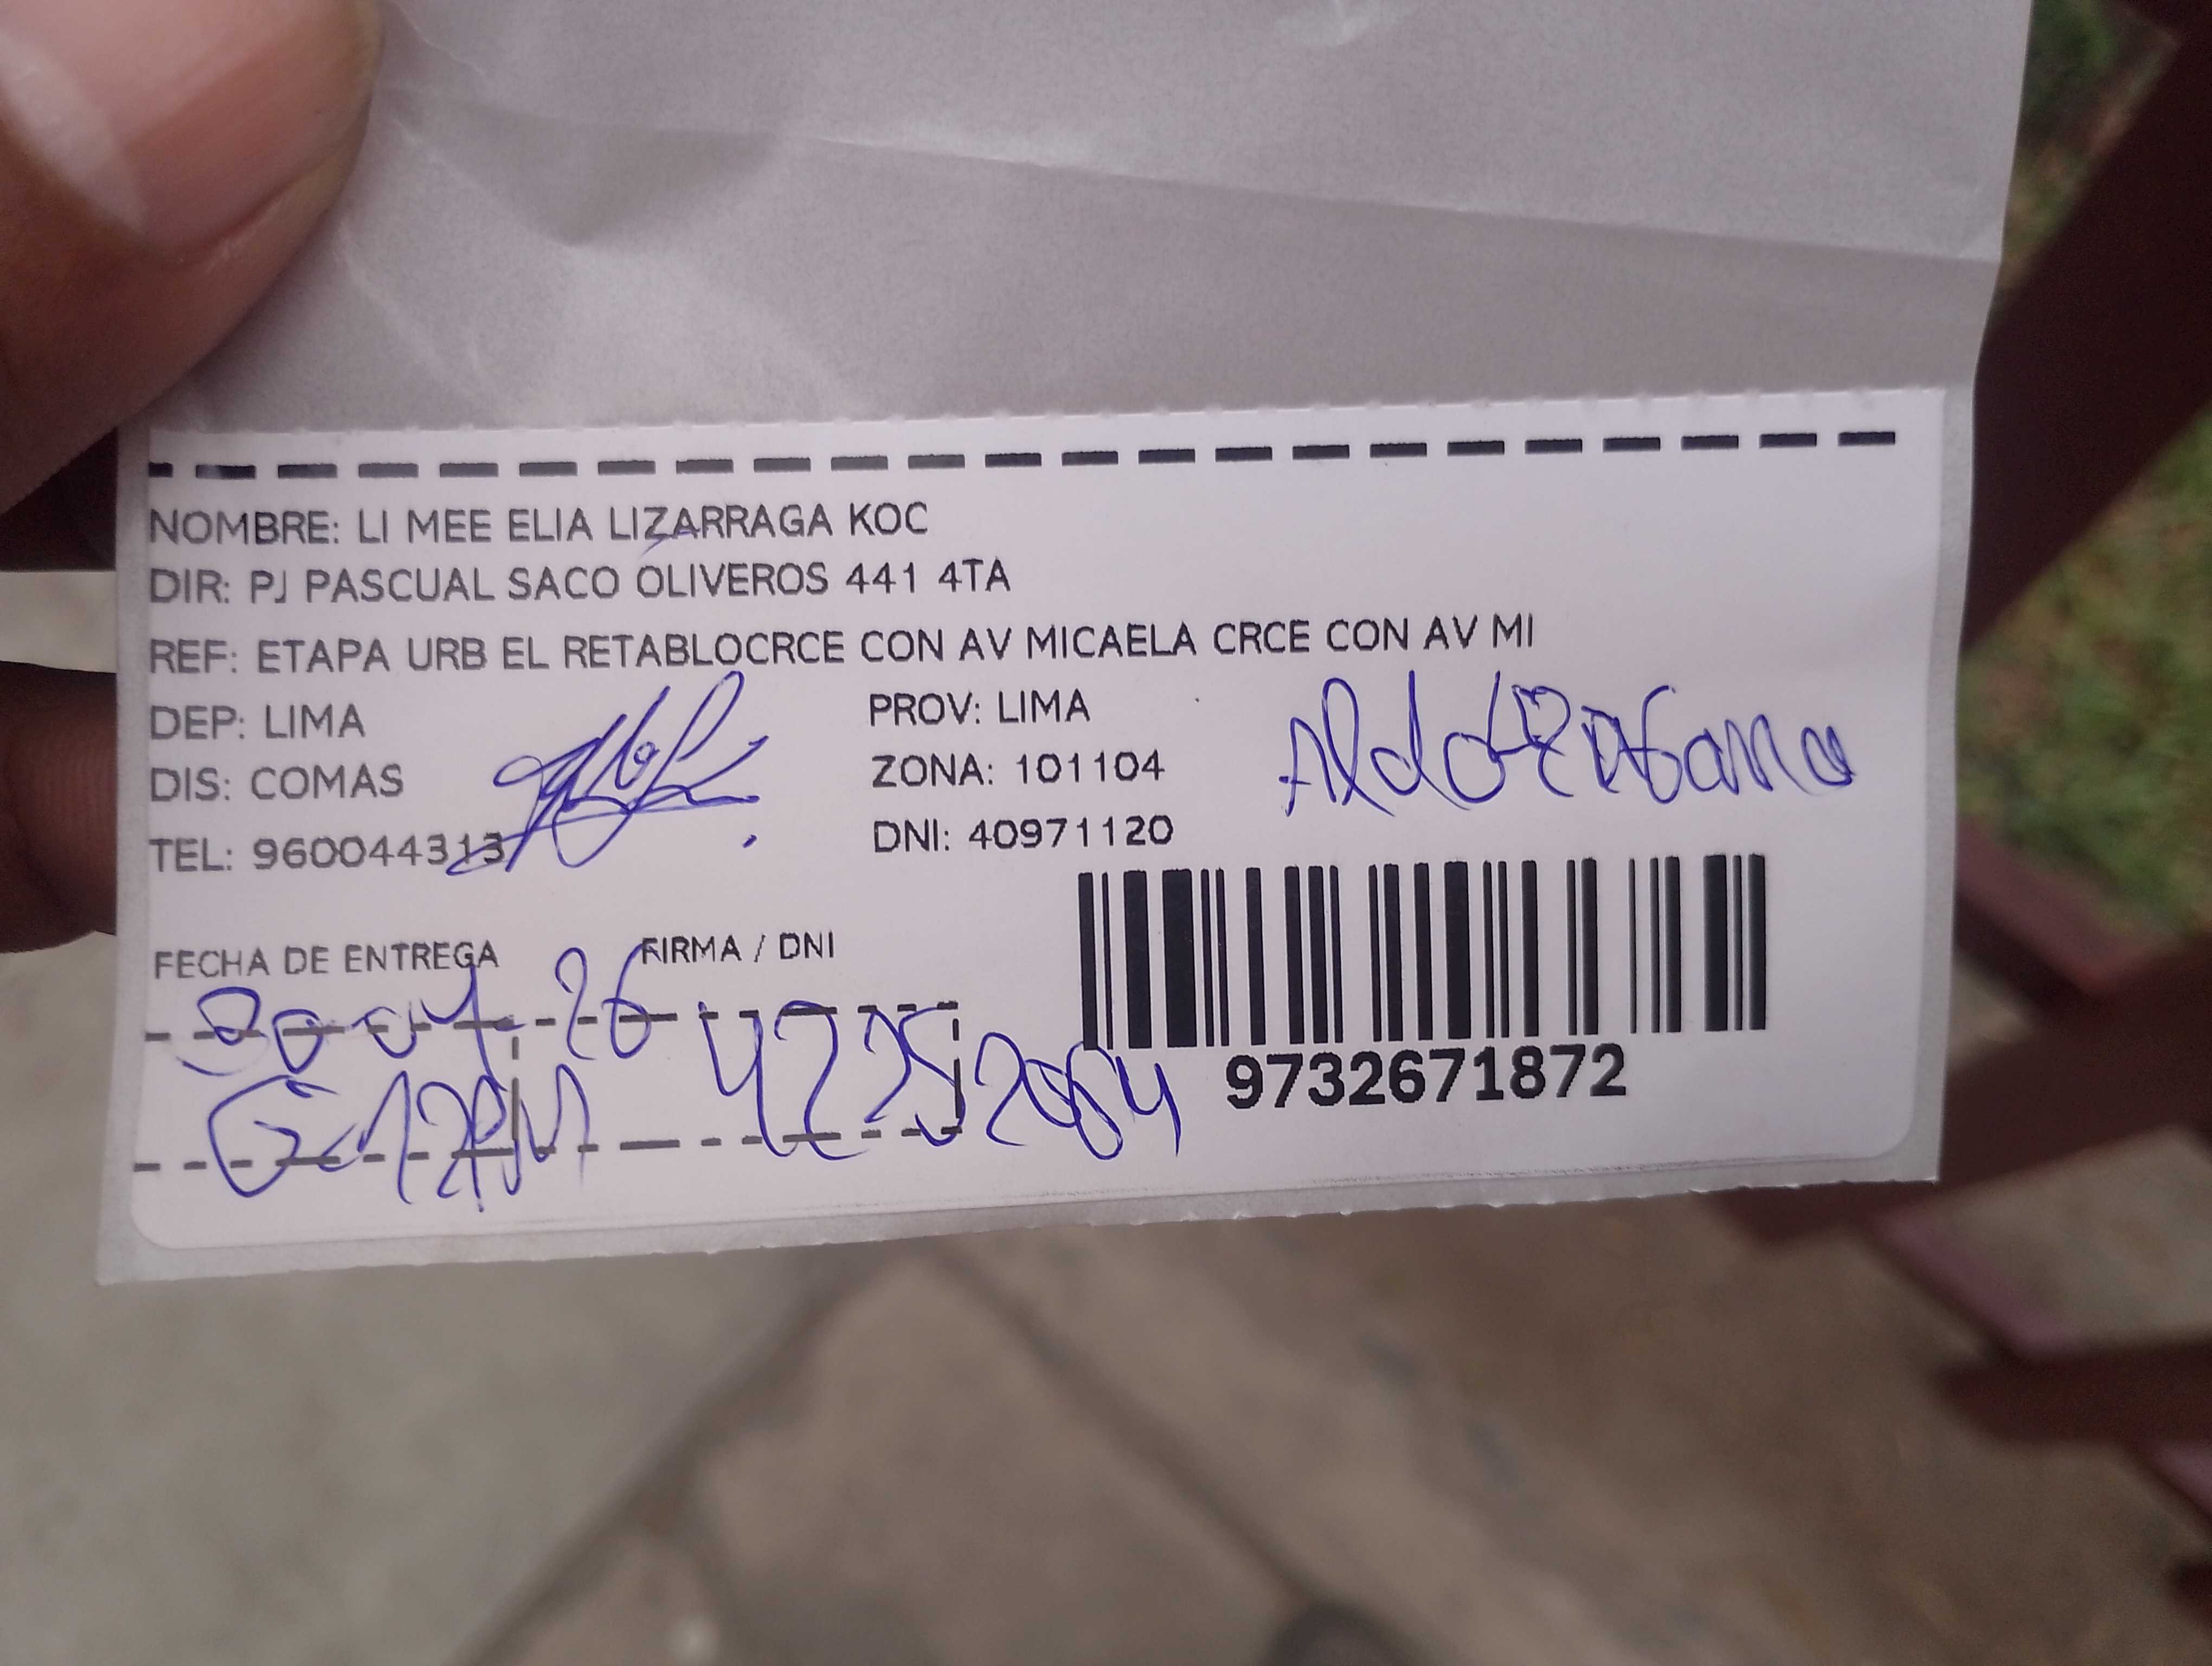 NOMBRE: LI MEE ELIA LIZARRAGA KOC
DIR: PJ PASCUAL SACO OLIVEROS 441 4TA
REF: ETAPA URB EL RETABLOCRCE CON AV MICAELA CRCE CON AV MI
DEP: LIMA
PROV: LIMA
Aldo
DIS: COMAS
ZONA: 101104
TEL: 960044313
DNI: 40971120
FECHA DE ENTREGA
FIRMA / DNI
26
9732671872